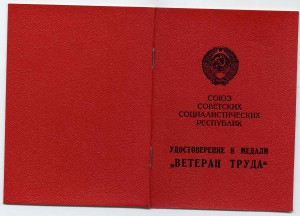 СОЮЗ
СОВЕТСКИХ
СОЦИАЛИСТИЧЕСКИХ
РЕСПУБЛИК
УДОСТОВЕРЕНИЕ К МЕДАЛИ
„ВЕТЕРАН ТРУДА“